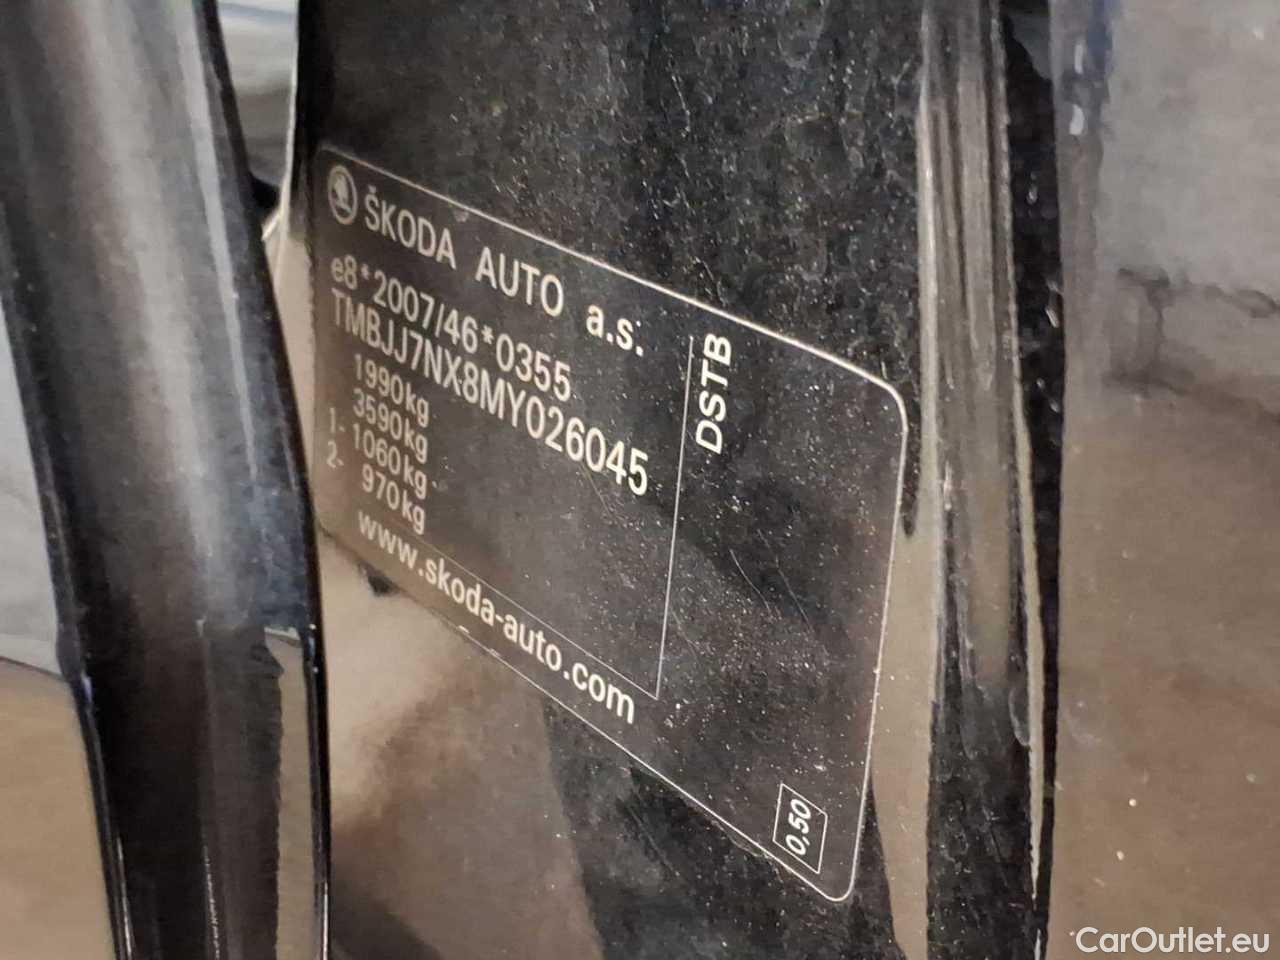 ŠKODA AUTO a.s.
e8*2007/46*0355
TMBJJ7NX8MY026045
1990kg
3590kg
1- 1060kg
2- 970kg
www.skoda-auto.com
DSTB
0,50
CarOutlet.eu